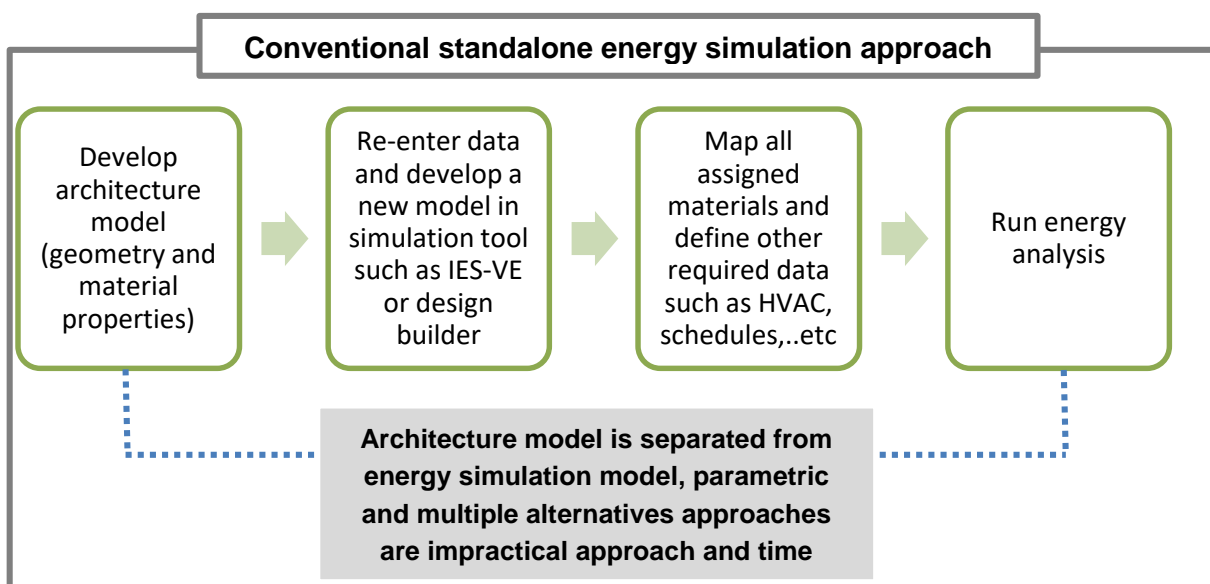 Conventional standalone energy simulation approach
Develop
architecture
model
(geometry and
material
properties)
Re-enter data
and develop a
new model in
simulation tool
such as IES-VE
or design
builder
Map all
assigned
materials and
define other
required data
such as HVAC,
schedules,..etc
Run energy
analysis
Architecture model is separated from
energy simulation model, parametric
and multiple alternatives approaches
are impractical approach and time